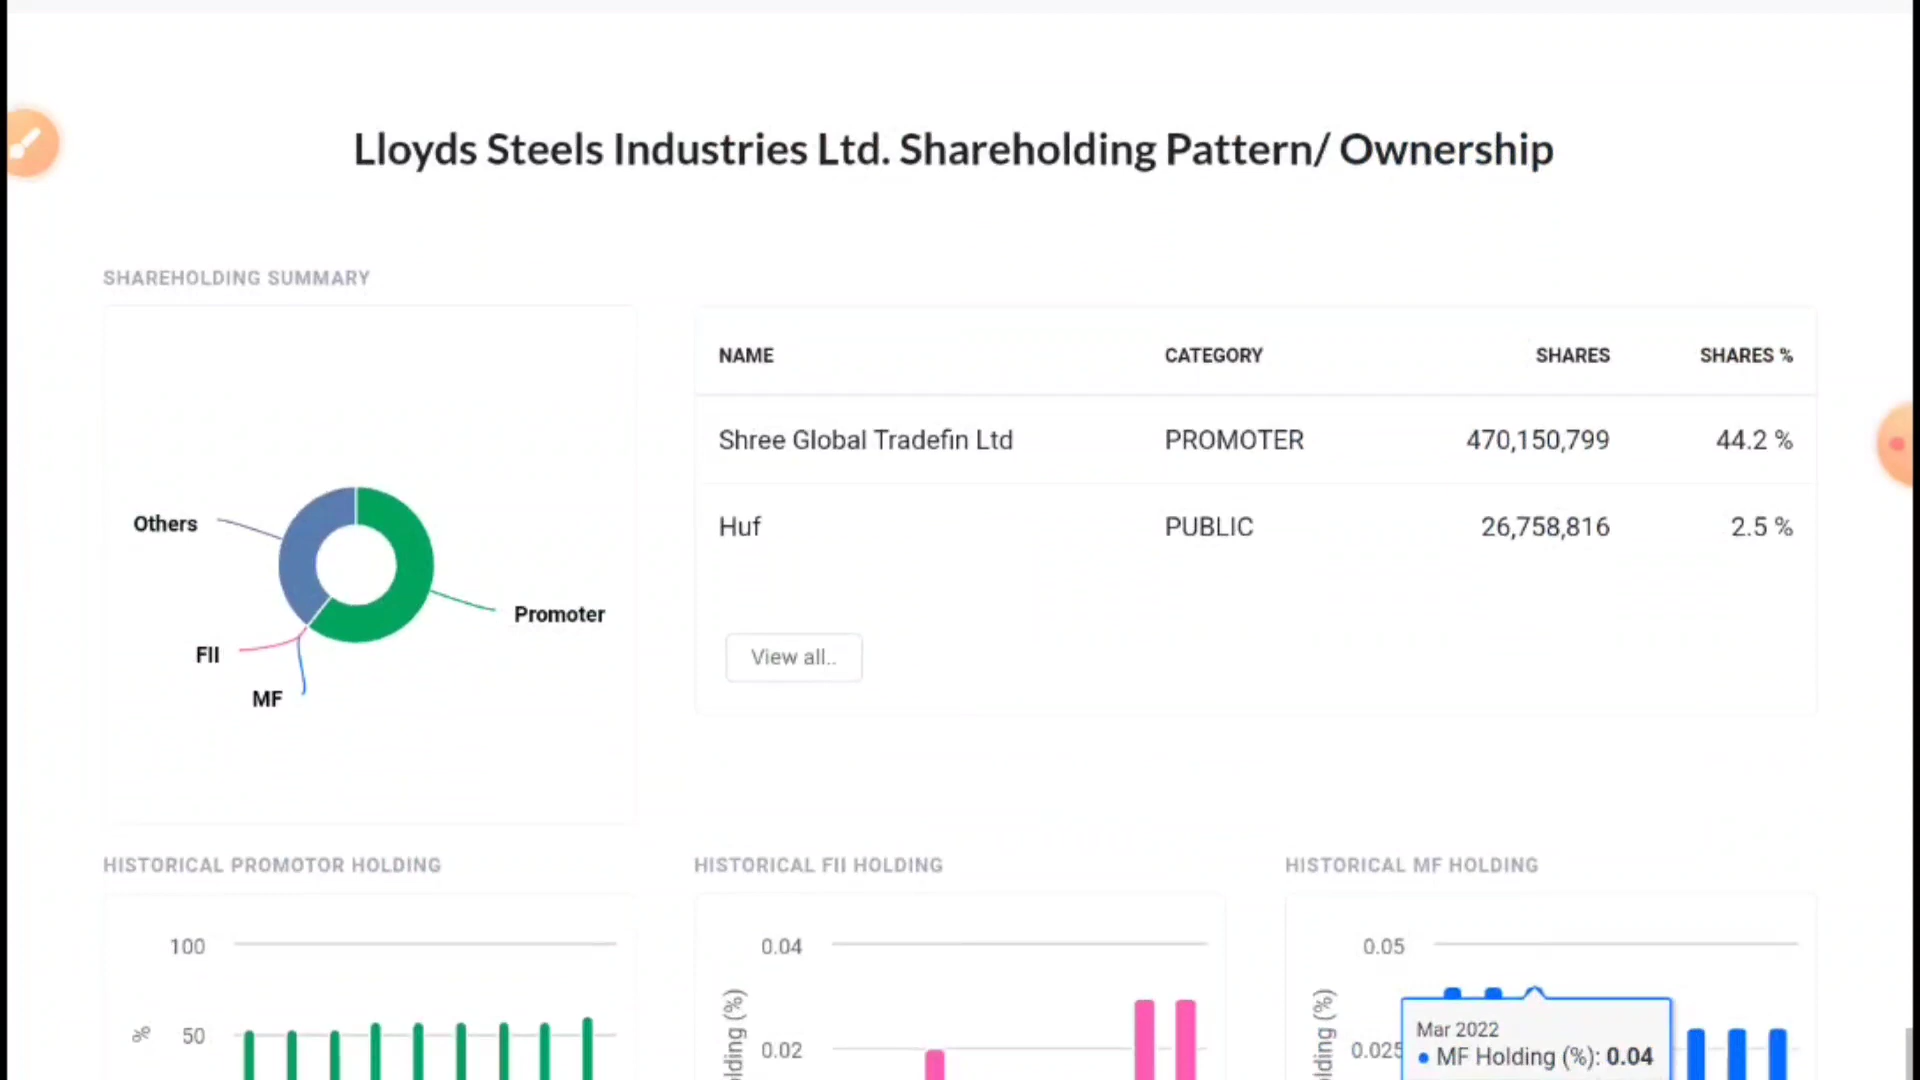 Lloyds Steels Industries Ltd. Shareholding Pattern/ Ownership
SHAREHOLDING SUMMARY
Others
Promoter
FII
MF
NAME CATEGORY SHARES SHARES %
Shree Global Tradefin Ltd PROMOTER 470,150,799 44.2 %
Huf PUBLIC 26,758,816 2.5 %
View all..
HISTORICAL PROMOTOR HOLDING
100
%
50
HISTORICAL FII HOLDING
0.04
olding (%)
0.02
HISTORICAL MF HOLDING
0.05
lding (%)
0.025
Mar 2022
MF Holding (%): 0.04